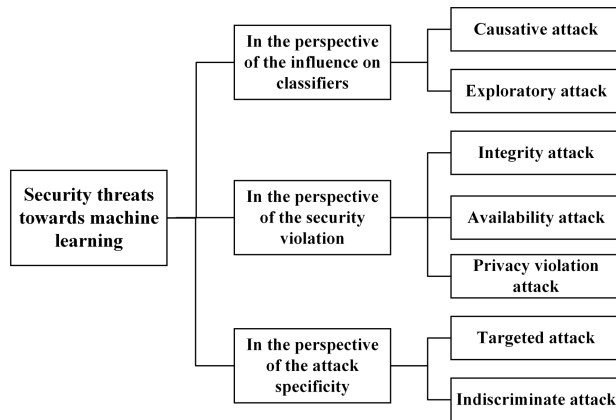 Security threats
towards machine
learning
In the perspective
of the influence on
classifiers
Causative attack
Exploratory attack
In the perspective
of the security
violation
Integrity attack
Availability attack
Privacy violation
attack
In the perspective
of the attack
specificity
Targeted attack
Indiscriminate attack